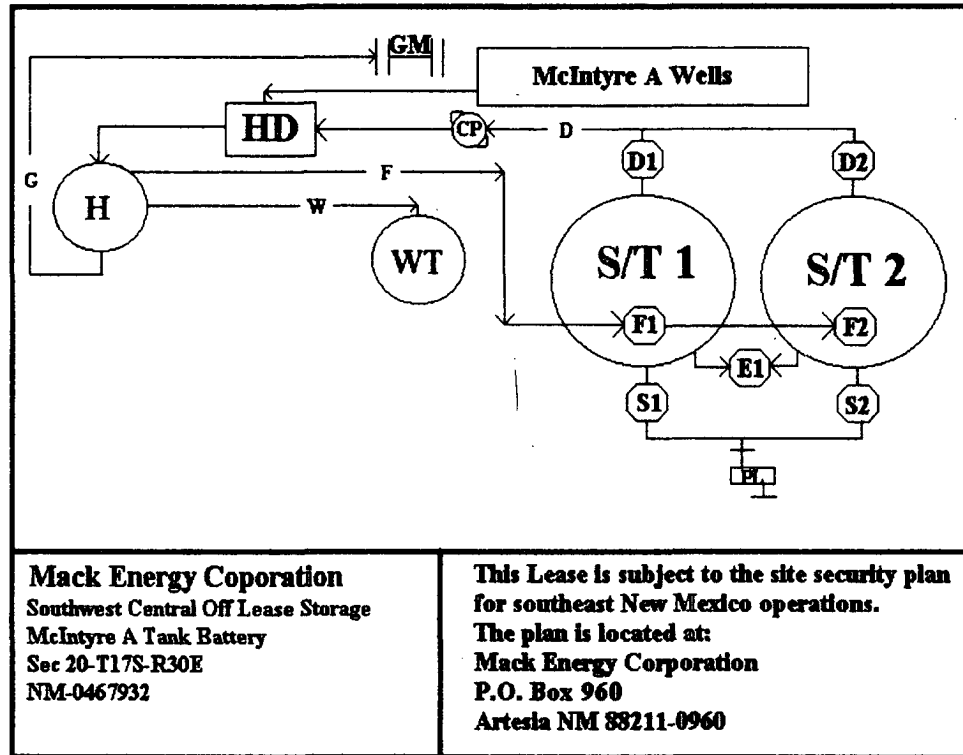 GM
McIntyre A Wells
HD
CP
D
D1
D2
G
F
H
W
WT
S/T 1
S/T 2
F1
F2
E1
S1
S2
PL
Mack Energy Coporation
Southwest Central Off Lease Storage
McIntyre A Tank Battery
Sec 20-T17S-R30E
NM-0467932
This Lease is subject to the site security plan
for southeast New Mexico operations.
The plan is located at:
Mack Energy Corporation
P.O. Box 960
Artesia NM 88211-0960